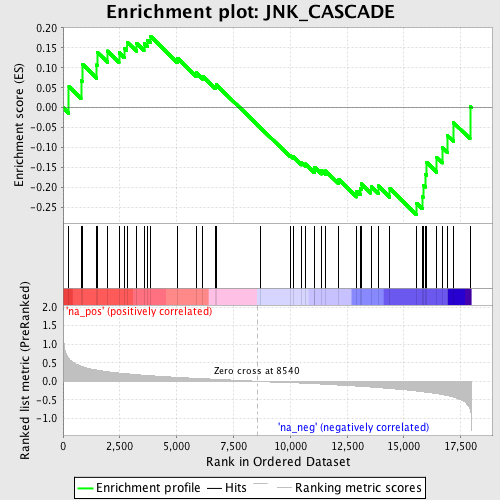 Enrichment plot: JNK_CASCADE
Enrichment score (ES)
0.20
0.15
0.10
0.05
0.00
-0.05
-0.10
-0.15
-0.20
-0.25
'na_pos' (positively correlated)
Ranked list metric (PreRanked)
2.0
1.5
1.0
0.5
0.0
-0.5
-1.0
Zero cross at 8540
'na_neg' (negatively correlated)
0
2,500
5,000
7,500
10,000
12,500
15,000
17,500
Rank in Ordered Dataset
Enrichment profile
Hits
Ranking metric scores